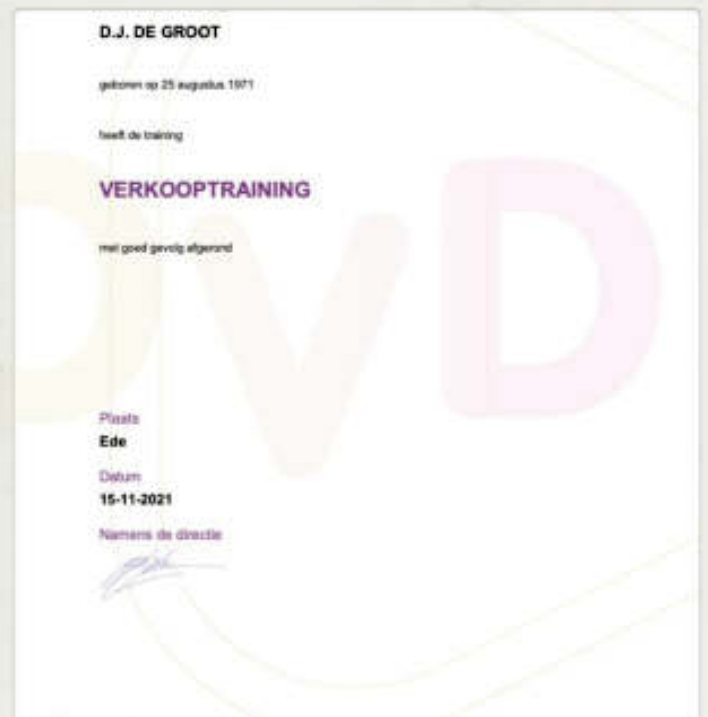 D.J. DE GROOT
geboren op 25 augustus 1971
heeft de training
VERKOOPTRAINING
met goed gevolg afgerond
OVD
Plaats
Ede
Datum
15-11-2021
Namens de directie